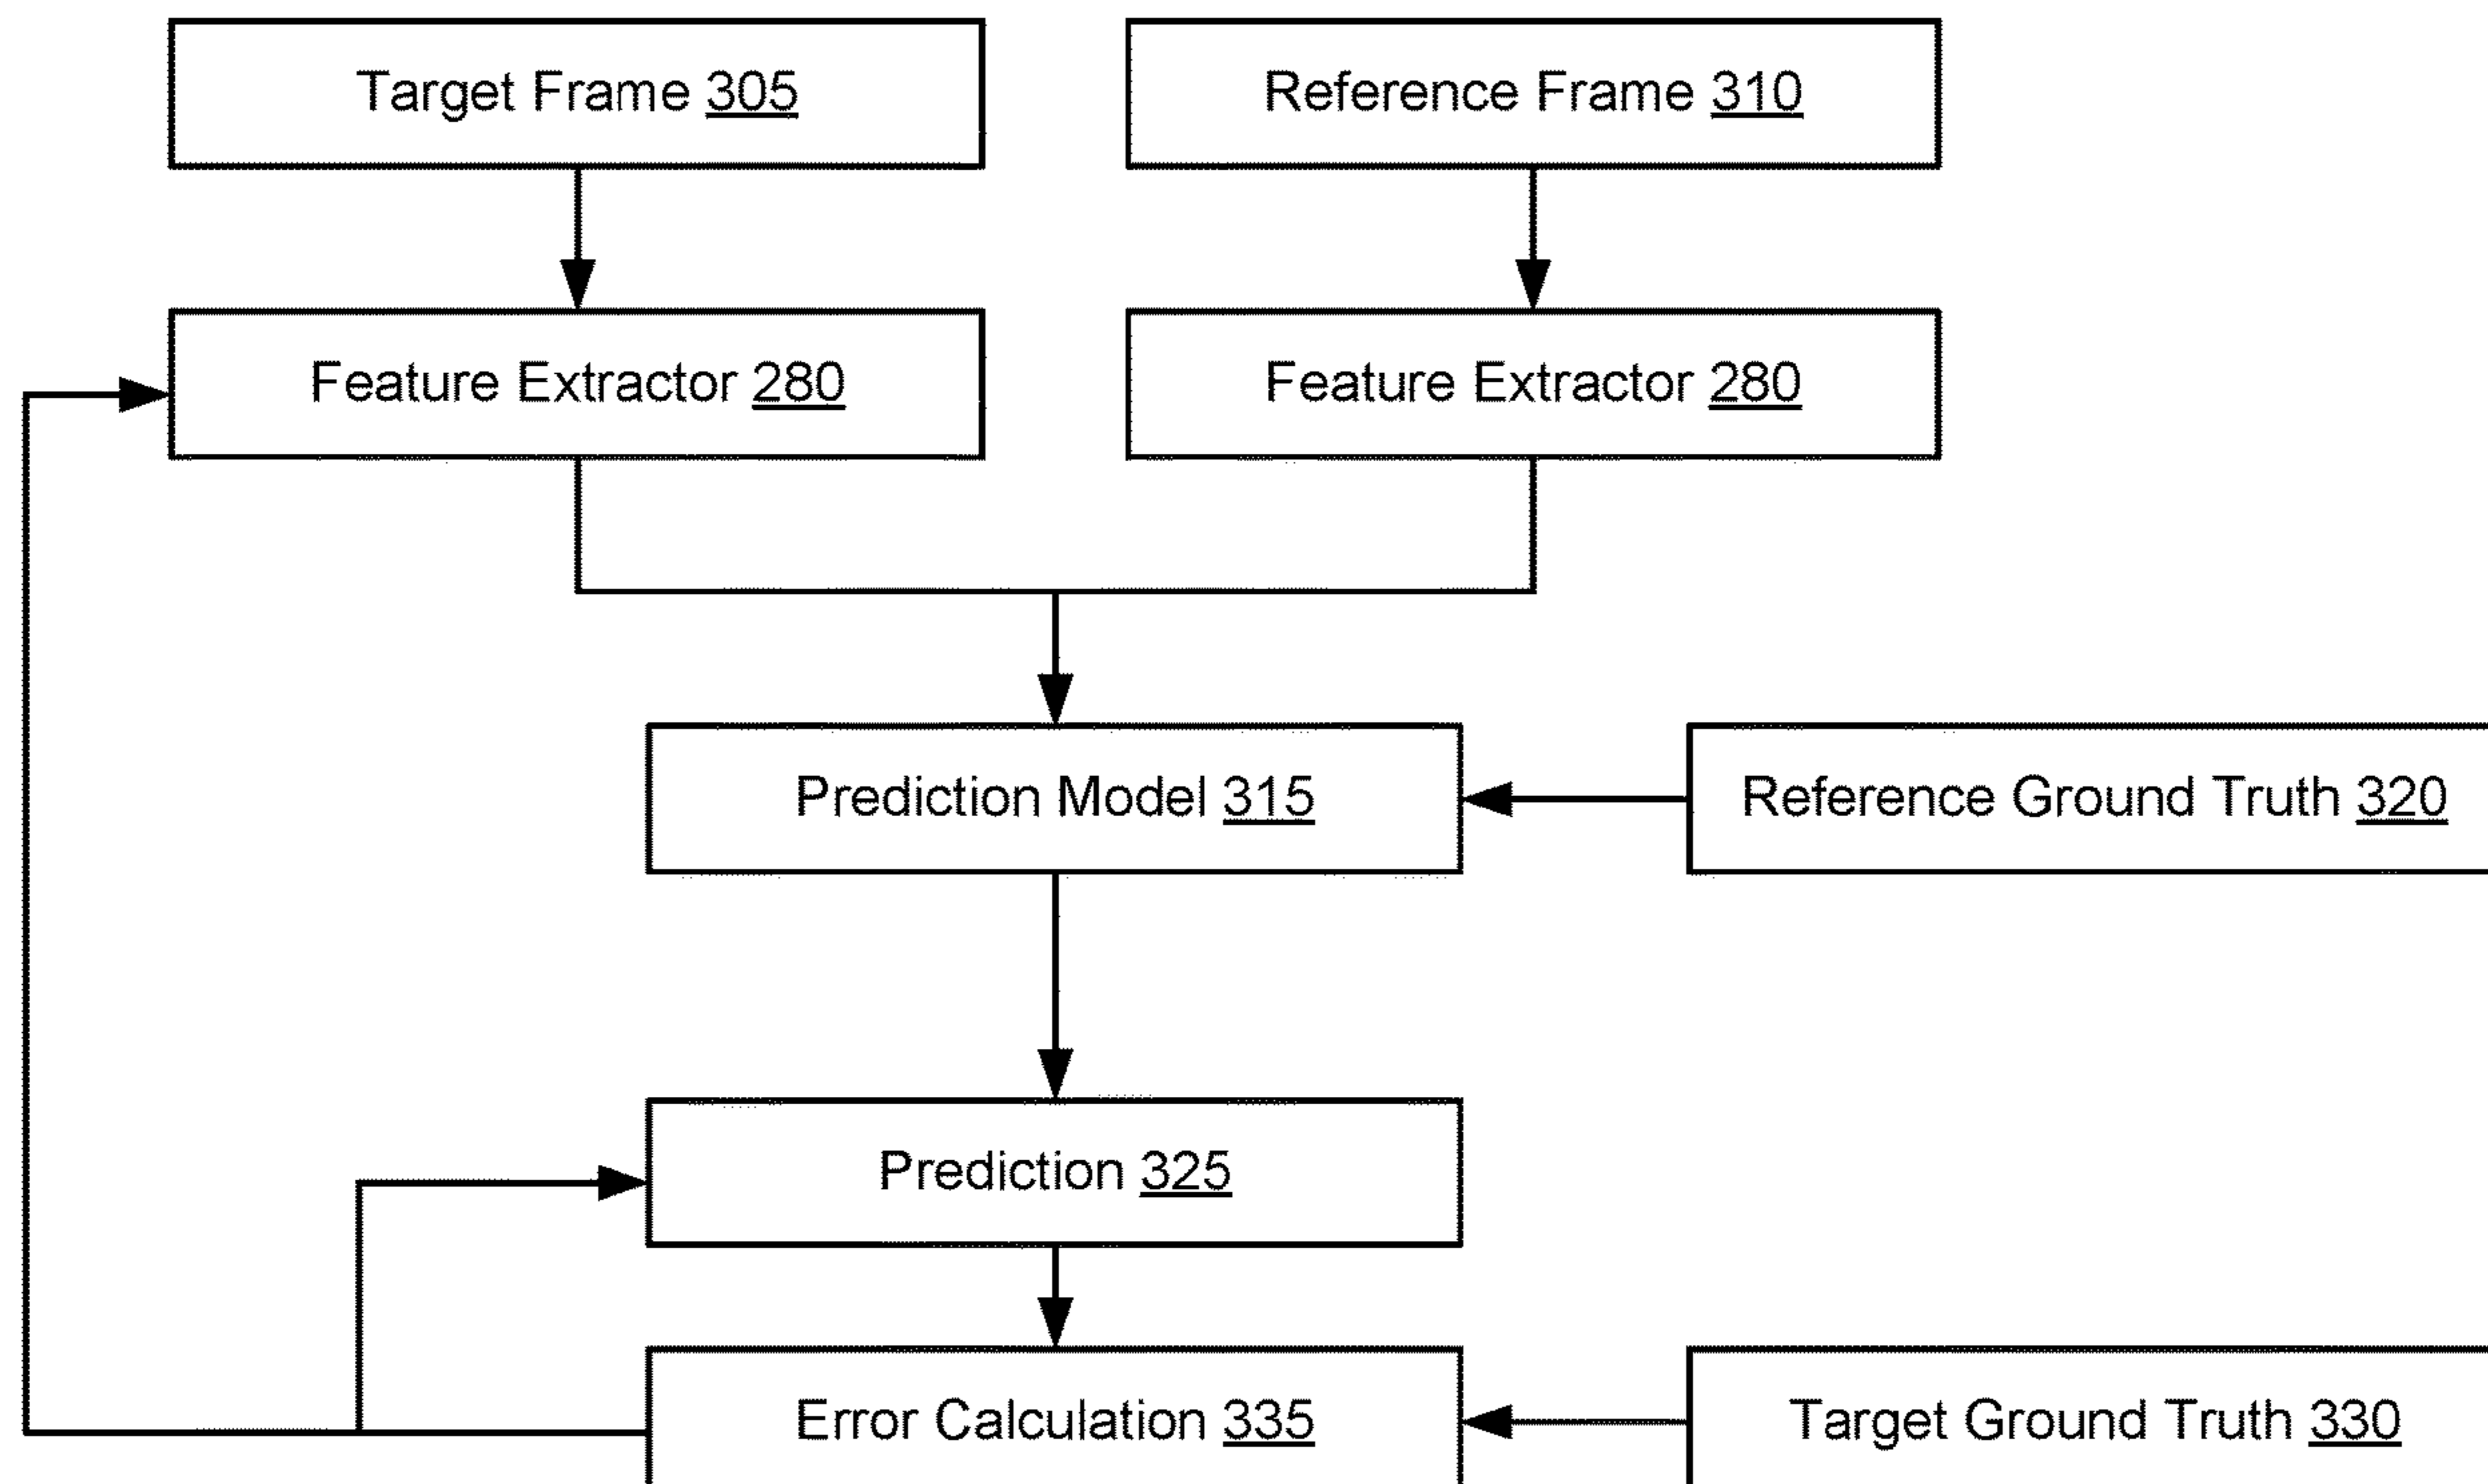 Target Frame 305
Reference Frame 310
Feature Extractor 280
Feature Extractor 280
Prediction Model 315
Reference Ground Truth 320
Prediction 325
Error Calculation 335
Target Ground Truth 330